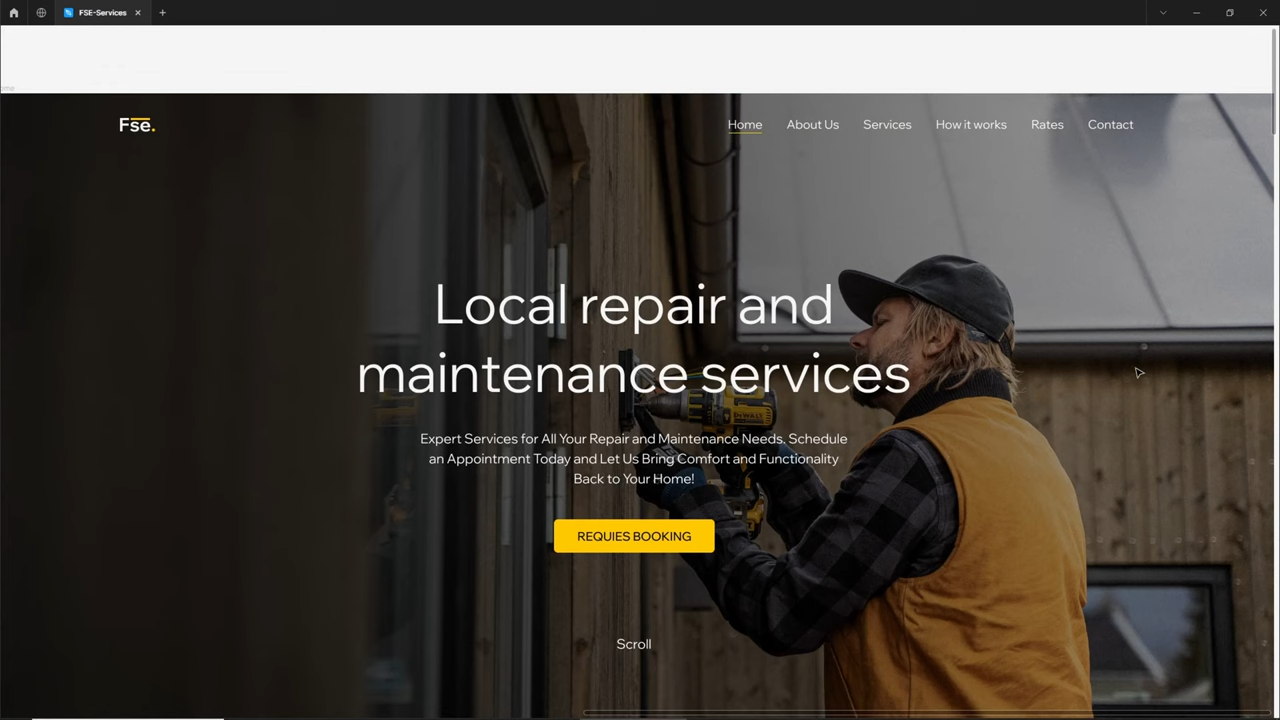 FSE-Services
Fse.
Home
About Us
Services
How it works
Rates
Contact
Local repair and
maintenance services
Expert Services for All Your Repair and Maintenance Needs. Schedule
an Appointment Today and Let Us Bring Comfort and Functionality
Back to Your Home!
REQUIES BOOKING
Scroll
DEWALT